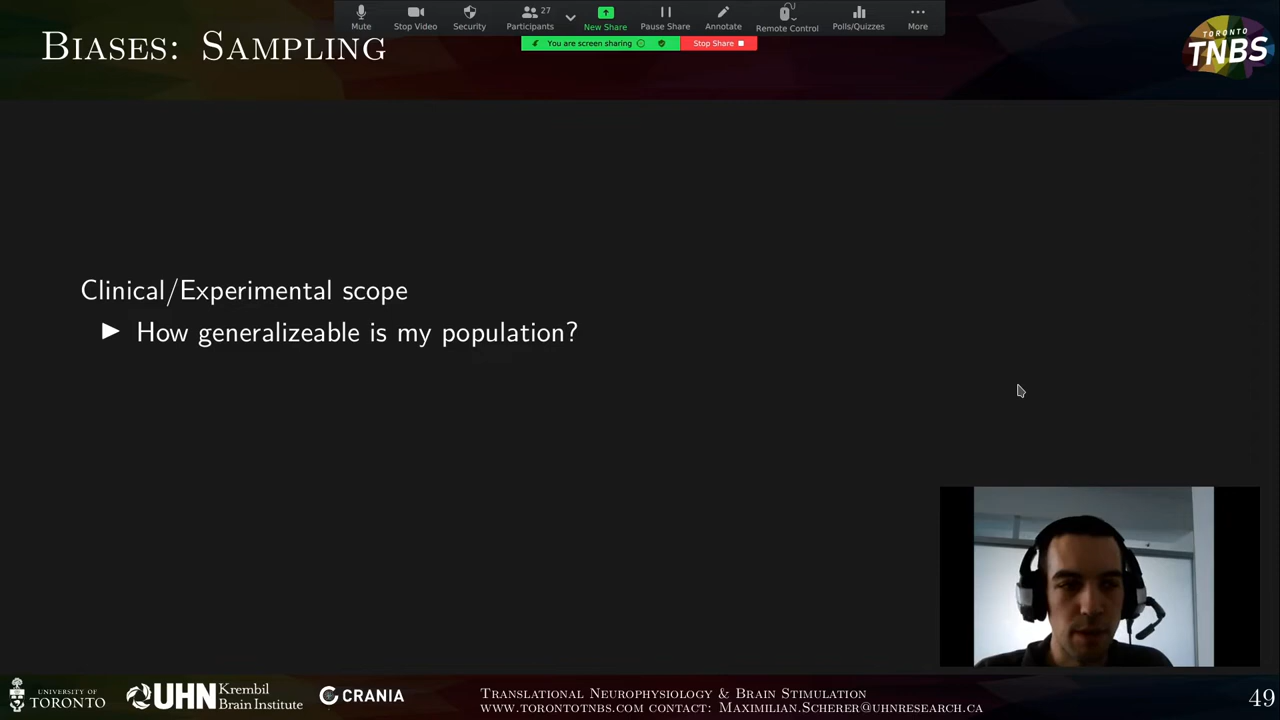 27
Mute
Stop Video
Security
Participants
New Share
Pause Share
Annotate
Remote Control
Polls/Quizzes
More
You are screen sharing
Stop Share
Biases: Sampling
TORONTO
TNBS
Clinical/Experimental scope
How generalizeable is my population?
UNIVERSITY OF
TORONTO
UHN
Krembil
Brain Institute
CRANIA
Translational Neurophysiology & Brain Stimulation
www.torontotnbs.com contact: Maximilian.Scherer@uhnresearch.ca
49